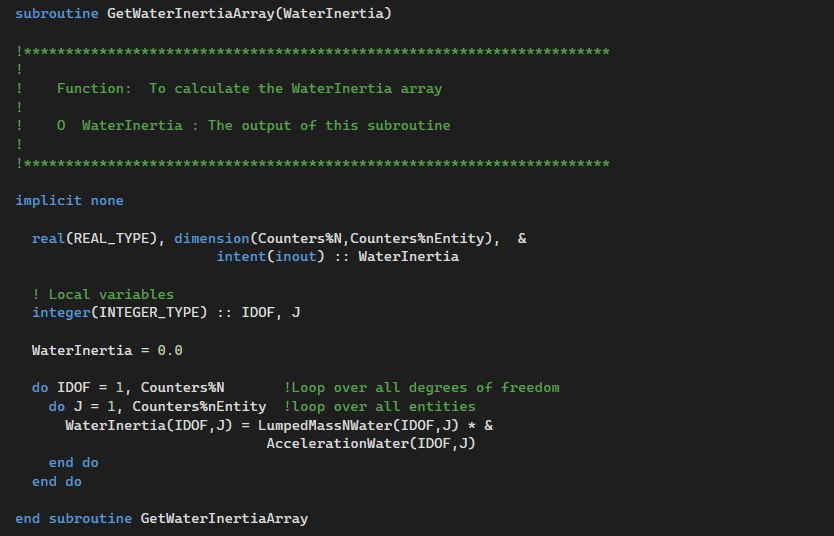 subroutine GetWaterInertiaArray(WaterInertia)
!**********************************************************************
!
!    Function:  To calculate the WaterInertia array
!
!    O  WaterInertia : The output of this subroutine
!
!**********************************************************************
implicit none
  real(REAL_TYPE), dimension(Counters%N,Counters%nEntity),  &
                        intent(inout) :: WaterInertia
  ! Local variables
  integer(INTEGER_TYPE) :: IDOF, J
  WaterInertia = 0.0
  do IDOF = 1, Counters%N       !Loop over all degrees of freedom
    do J = 1, Counters%nEntity  !loop over all entities
      WaterInertia(IDOF,J) = LumpedMassNWater(IDOF,J) * &
                              AccelerationWater(IDOF,J)
    end do
  end do
end subroutine GetWaterInertiaArray